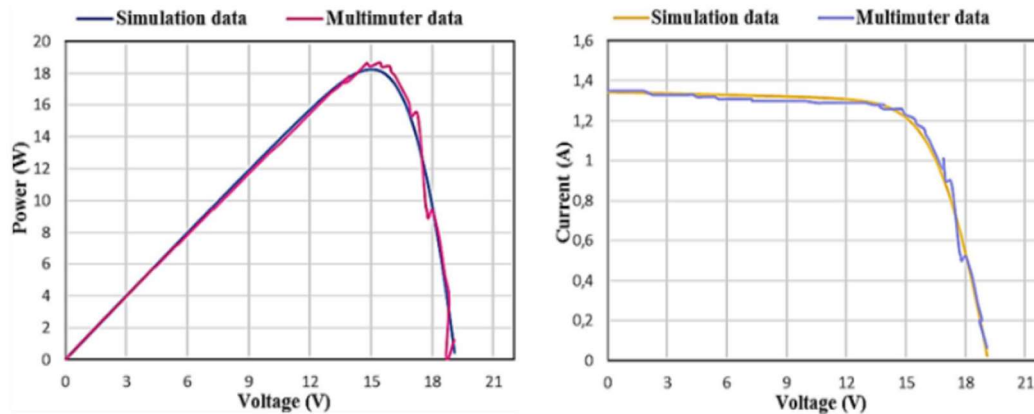 Simulation data Multimuter data
20
18
16
14
12
10
8
6
4
2
0
Power (W)
0 3 6 9 12 15 18 21
Voltage (V)
Simulation data Multimuter data
1,6
1,4
1,2
1
0,8
0,6
0,4
0,2
0
Current (A)
0 3 6 9 12 15 18 21
Voltage (V)